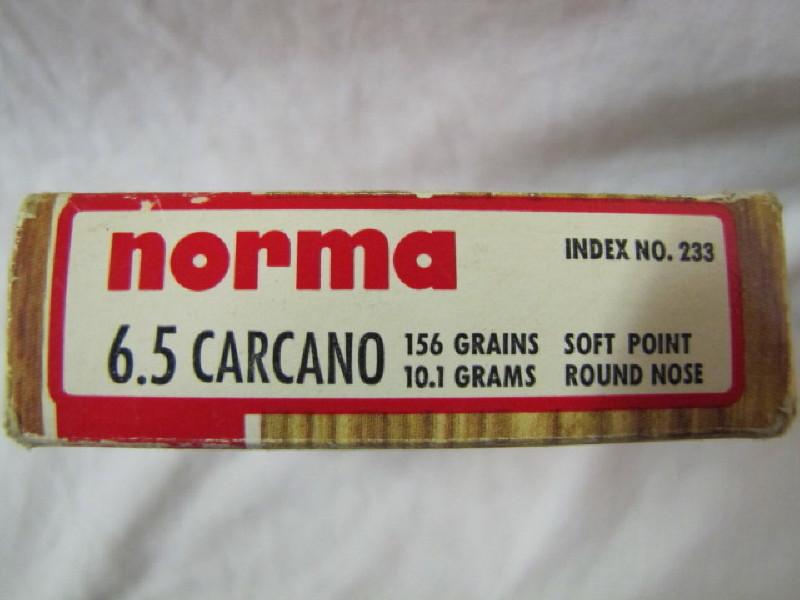 norma
INDEX NO. 233
6.5 CARCANO
156 GRAINS SOFT POINT
10.1 GRAMS ROUND NOSE